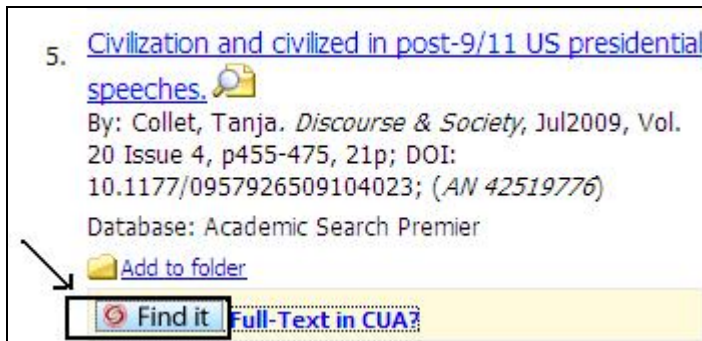 5. Civilization and civilized in post-9/11 US presidential
speeches.
By: Collet, Tanja. Discourse & Society, Jul2009, Vol.
20 Issue 4, p455-475, 21p; DOI:
10.1177/0957926509104023; (AN 42519776)
Database: Academic Search Premier
Add to folder
Find it Full-Text in CUA?